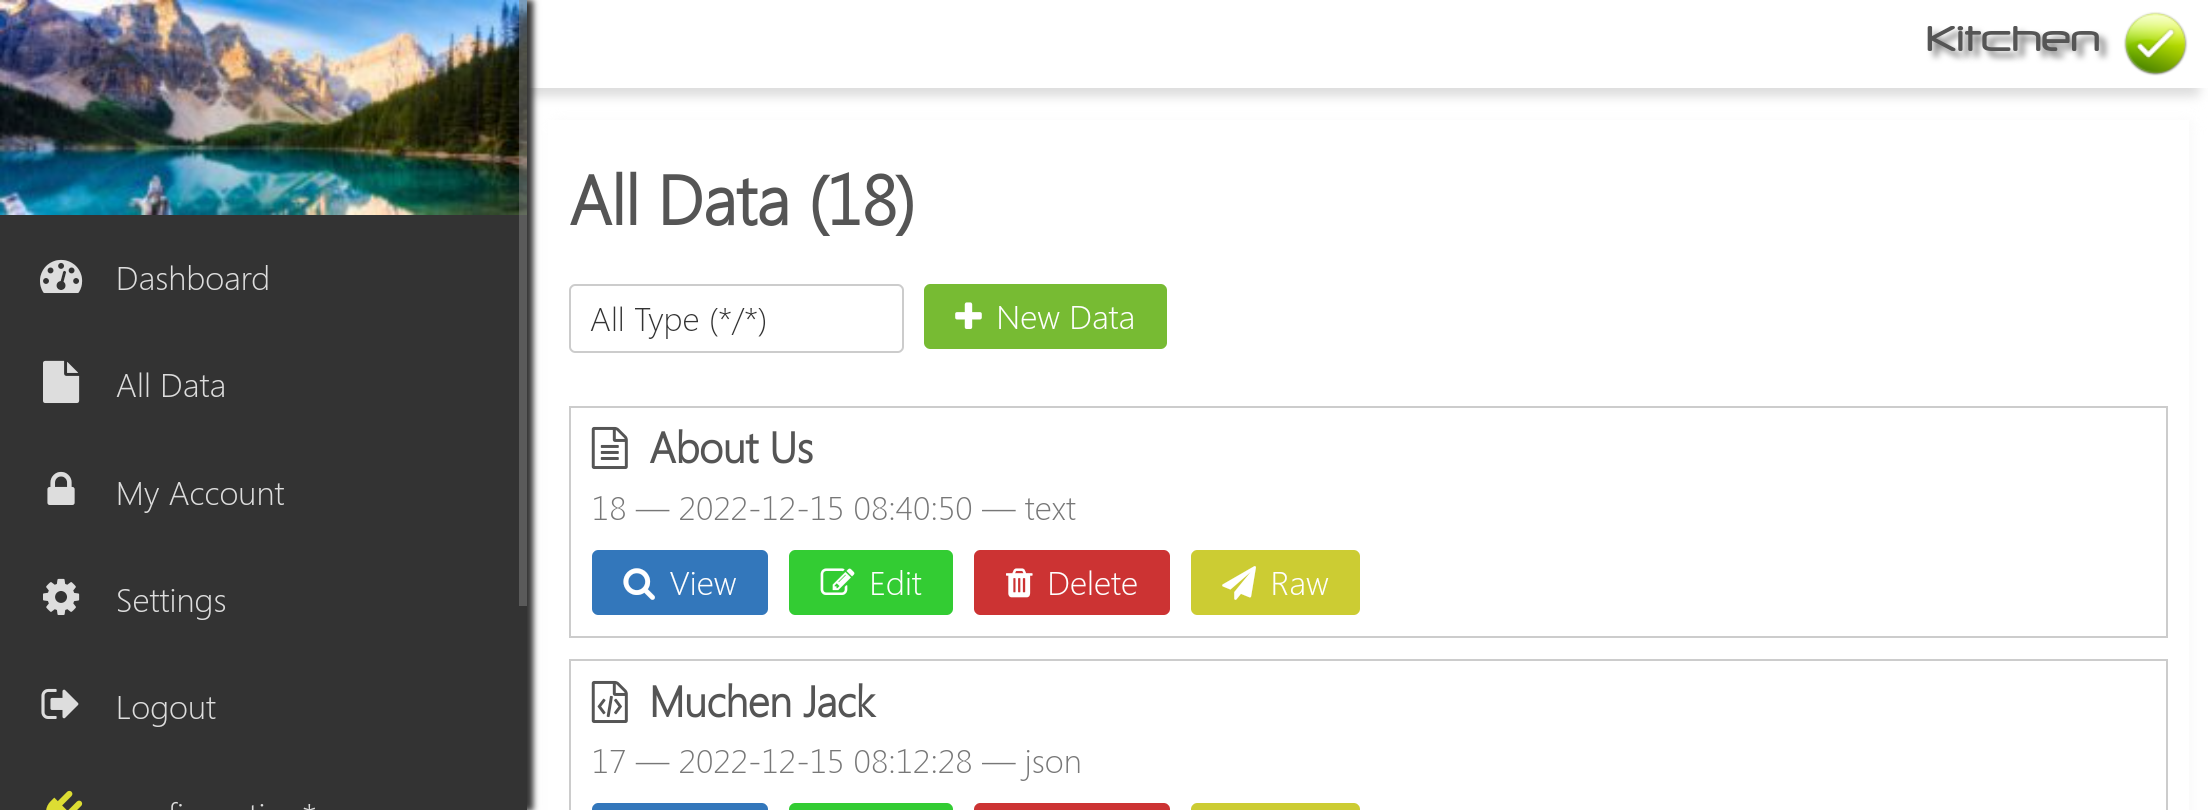 Kitchen
Dashboard
All Data
My Account
Settings
Logout
All Data (18)
All Type (*/*)
New Data
About Us
18 — 2022-12-15 08:40:50 — text
View
Edit
Delete
Raw
Muchen Jack
17 — 2022-12-15 08:12:28 — json